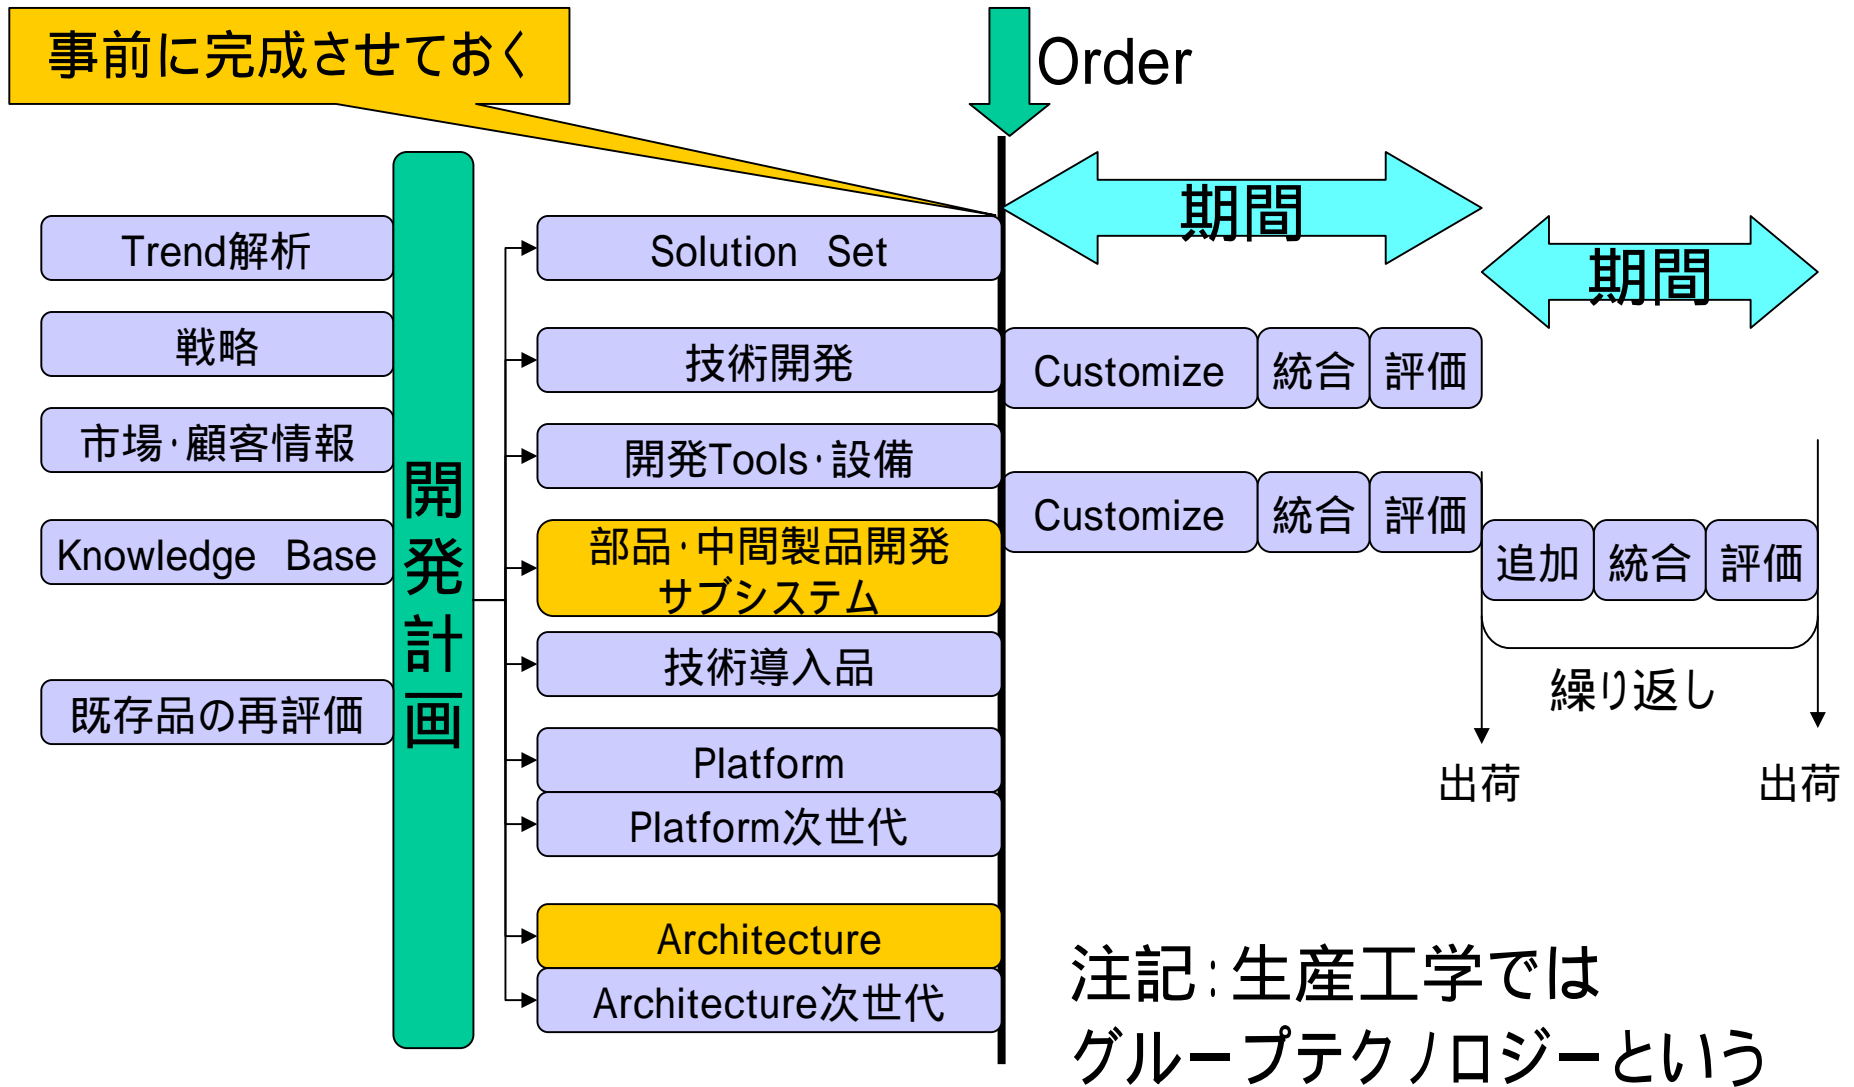 事前に完成させておく
Order
期間
期間
Trend解析
戦略
市場・顧客情報
Knowledge Base
既存品の再評価
開発計画
Solution Set
技術開発
開発Tools・設備
部品・中間製品開発
サブシステム
技術導入品
Platform
Platform次世代
Architecture
Architecture次世代
Customize 統合 評価
Customize 統合 評価
追加 統合 評価
繰り返し
出荷 出荷
注記：生産工学では
グループテクノロジーという